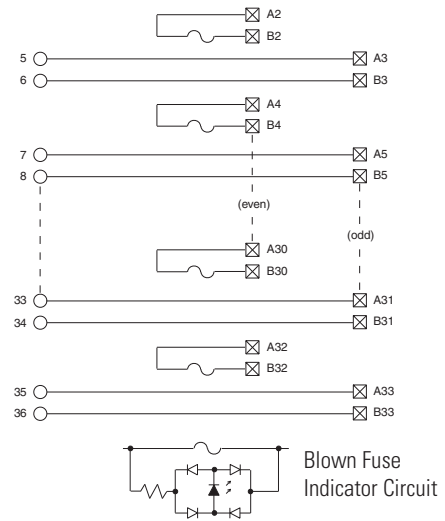 A2
B2
5 A3
6 B3
A4
B4
7 A5
8 B5
(even)
(odd)
A30
B30
33 A31
34 B31
A32
B32
35 A33
36 B33
Blown Fuse
Indicator Circuit